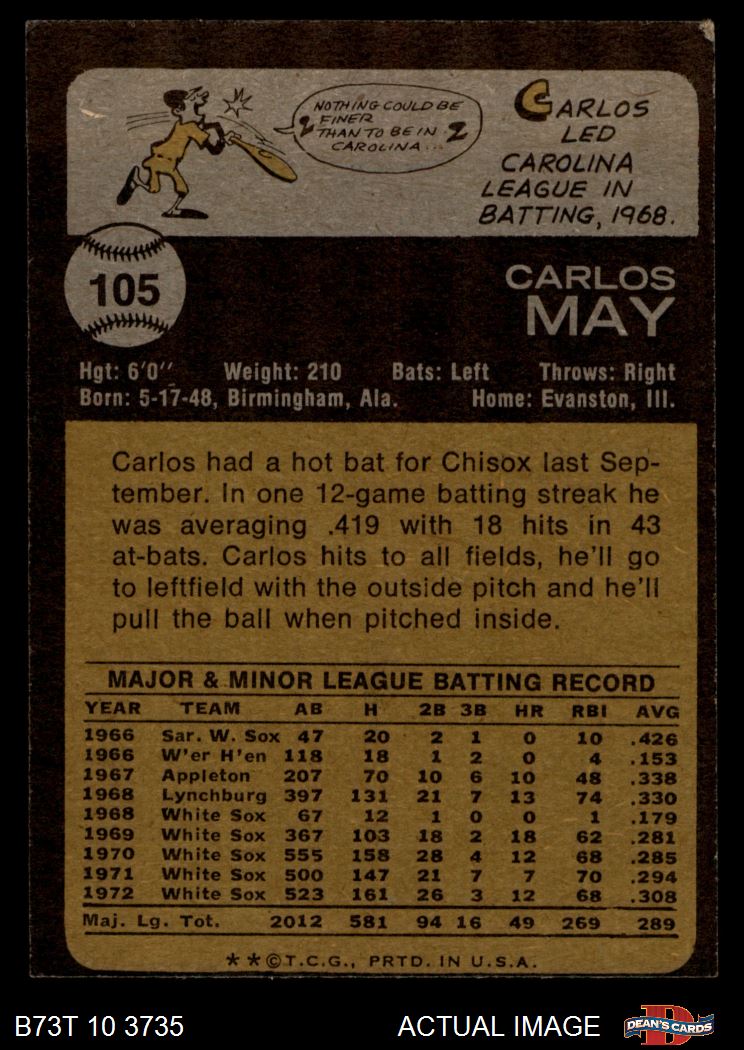 NOTHING COULD BE
FINER
THAN TO BE IN
CAROLINA...
CARLOS
LED
CAROLINA
LEAGUE IN
BATTING, 1968.
105
CARLOS
MAY
Hgt: 6'0" Weight: 210 Bats: Left Throws: Right
Born: 5-17-48, Birmingham, Ala. Home: Evanston, Ill.
Carlos had a hot bat for Chisox last Sep-
tember. In one 12-game batting streak he
was averaging .419 with 18 hits in 43
at-bats. Carlos hits to all fields, he'll go
to leftfield with the outside pitch and he'll
pull the ball when pitched inside.
MAJOR & MINOR LEAGUE BATTING RECORD
YEAR TEAM AB H 2B 3B HR RBI AVG
1966 Sar. W. Sox 47 20 2 1 0 10 .426
1966 W'er H'en 118 18 1 2 0 4 .153
1967 Appleton 207 70 10 6 10 48 .338
1968 Lynchburg 397 131 21 7 13 74 .330
1968 White Sox 67 12 1 0 0 1 .179
1969 White Sox 367 103 18 2 18 62 .281
1970 White Sox 555 158 28 4 12 68 .285
1971 White Sox 500 147 21 7 7 70 .294
1972 White Sox 523 161 26 3 12 68 .308
Maj. Lg. Tot. 2012 581 94 16 49 269 289
**©T.C.G., PRTD. IN U.S.A.
B73T 10 3735 ACTUAL IMAGE DEAN'S CARDS